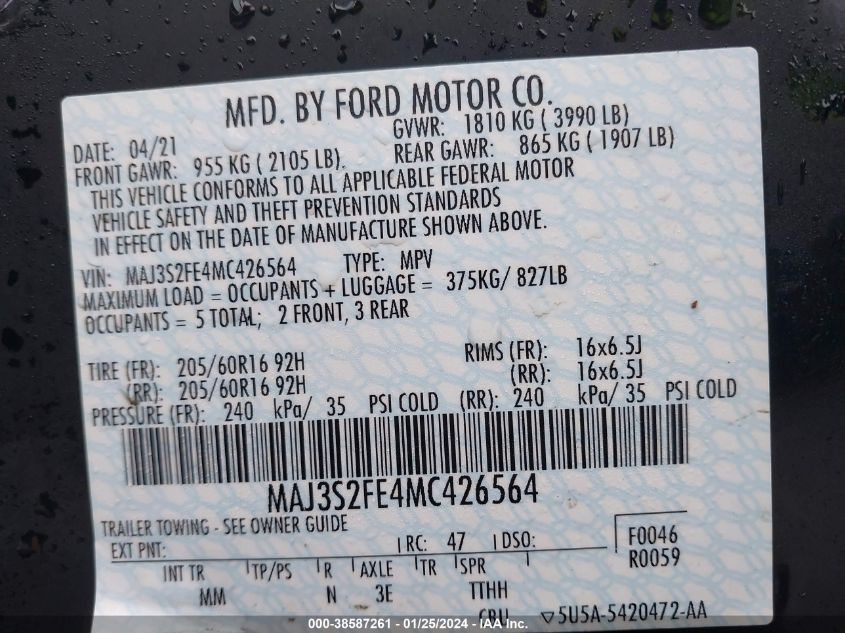 MFD. BY FORD MOTOR CO.
DATE: 04/21 GVWR: 1810 KG ( 3990 LB)
FRONT GAWR: 955 KG ( 2105 LB). REAR GAWR: 865 KG ( 1907 LB)
THIS VEHICLE CONFORMS TO ALL APPLICABLE FEDERAL MOTOR
VEHICLE SAFETY AND THEFT PREVENTION STANDARDS
IN EFFECT ON THE DATE OF MANUFACTURE SHOWN ABOVE.
VIN: MAJ3S2FE4MC426564 TYPE: MPV
MAXIMUM LOAD = OCCUPANTS + LUGGAGE = 375KG/ 827LB
OCCUPANTS = 5 TOTAL; 2 FRONT, 3 REAR
TIRE (FR): 205/60R16 92H RIMS (FR): 16x6.5J
(RR): 205/60R16 92H (RR): 16x6.5J
PRESSURE (FR): 240 kPa/ 35 PSI COLD (RR): 240 kPa/ 35 PSI COLD
MAJ3S2FE4MC426564
TRAILER TOWING - SEE OWNER GUIDE
EXT PNT: RC: 47 DSO: F0046
R0059
INT TR TP/PS R AXLE TR SPR
MM N 3E TTHH
CRU ▽5U5A-5420472-AA
000-38587261 - 01/25/2024 - IAA Inc.